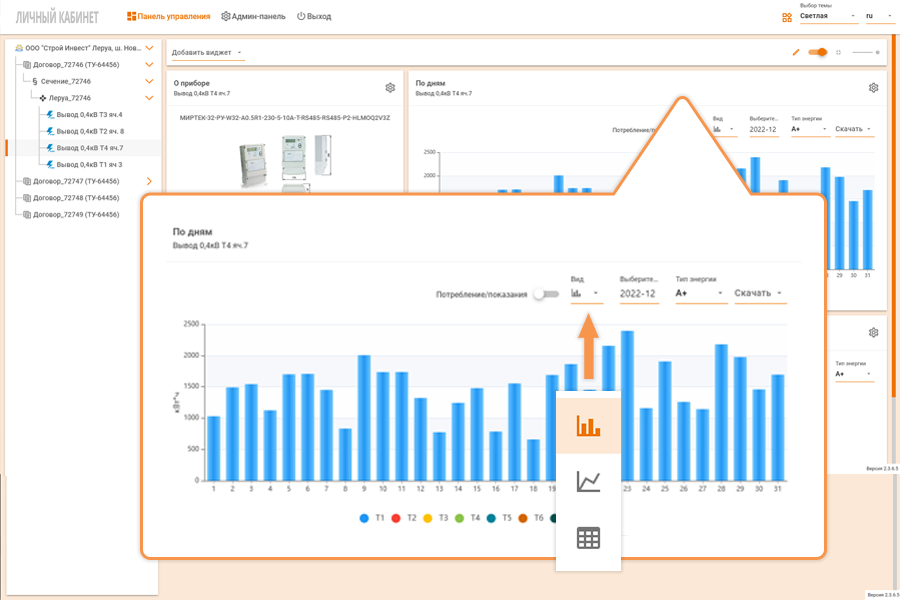 ЛИЧНЫЙ КАБИНЕТ
Панель управления
Админ-панель
Выход
Выбор темы
Светлая
ru
ООО "Строй Инвест" Леруа, ш. Нов...
Договор_72746 (ТУ-64456)
Сечение_72746
Леруа_72746
Вывод 0,4кВ Т3 яч.4
Вывод 0,4кВ Т2 яч. 8
Вывод 0,4кВ Т4 яч.7
Вывод 0,4кВ Т1 яч 3
Договор_72747 (ТУ-64456)
Договор_72748 (ТУ-64456)
Договор_72749 (ТУ-64456)
Добавить виджет
О приборе
Вывод 0,4кВ Т4 яч.7
МИРТЕК-32-РУ-W32-A0.5R1-230-5-10A-T-RS485-RS485-P2-HLMOQ2V3Z
По дням
Вывод 0,4кВ Т4 яч.7
Потребление/по
Вид
Выберите...
2022-12
Тип энергии
A+
Скачать
2500
2000
29 30 31
Тип энергии
A+
Версия 2.3.6.5
По дням
Вывод 0,4кВ Т4 яч.7
Потребление/показания
Вид
Выберите...
2022-12
Тип энергии
A+
Скачать
2500
2000
1500
1000
500
0
кВт*ч
1 2 3 4 5 6 7 8 9 10 11 12 13 14 15 16 17 18 19 23 24 25 26 27 28 29 30 31
T1 T2 T3 T4 T5 T6
Версия 2.3.6.5